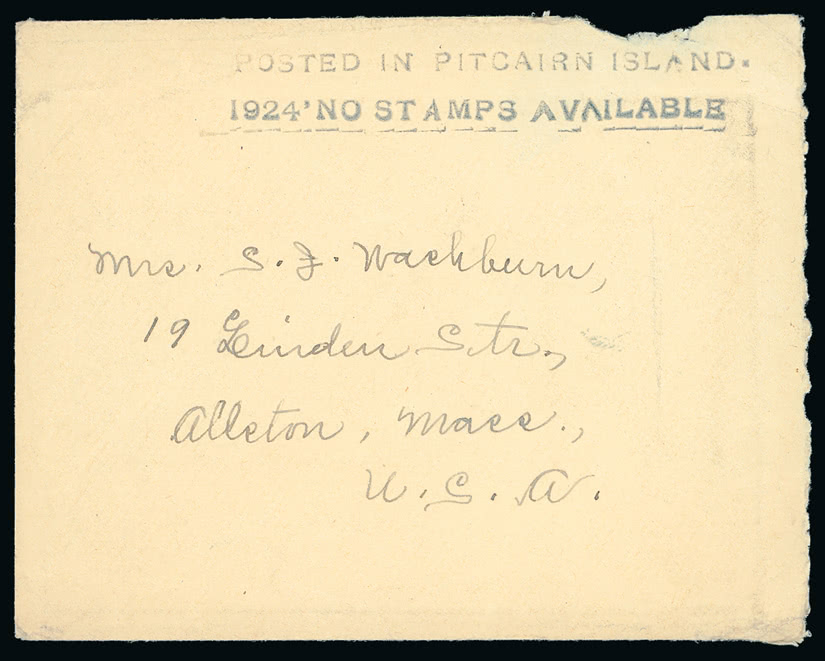 POSTED IN PITCAIRN ISLAND.
1924' NO STAMPS AVAILABLE
Mrs. S. J. Washburn,
19 Linden Str.,
Allston, Mass.,
U. S. A.